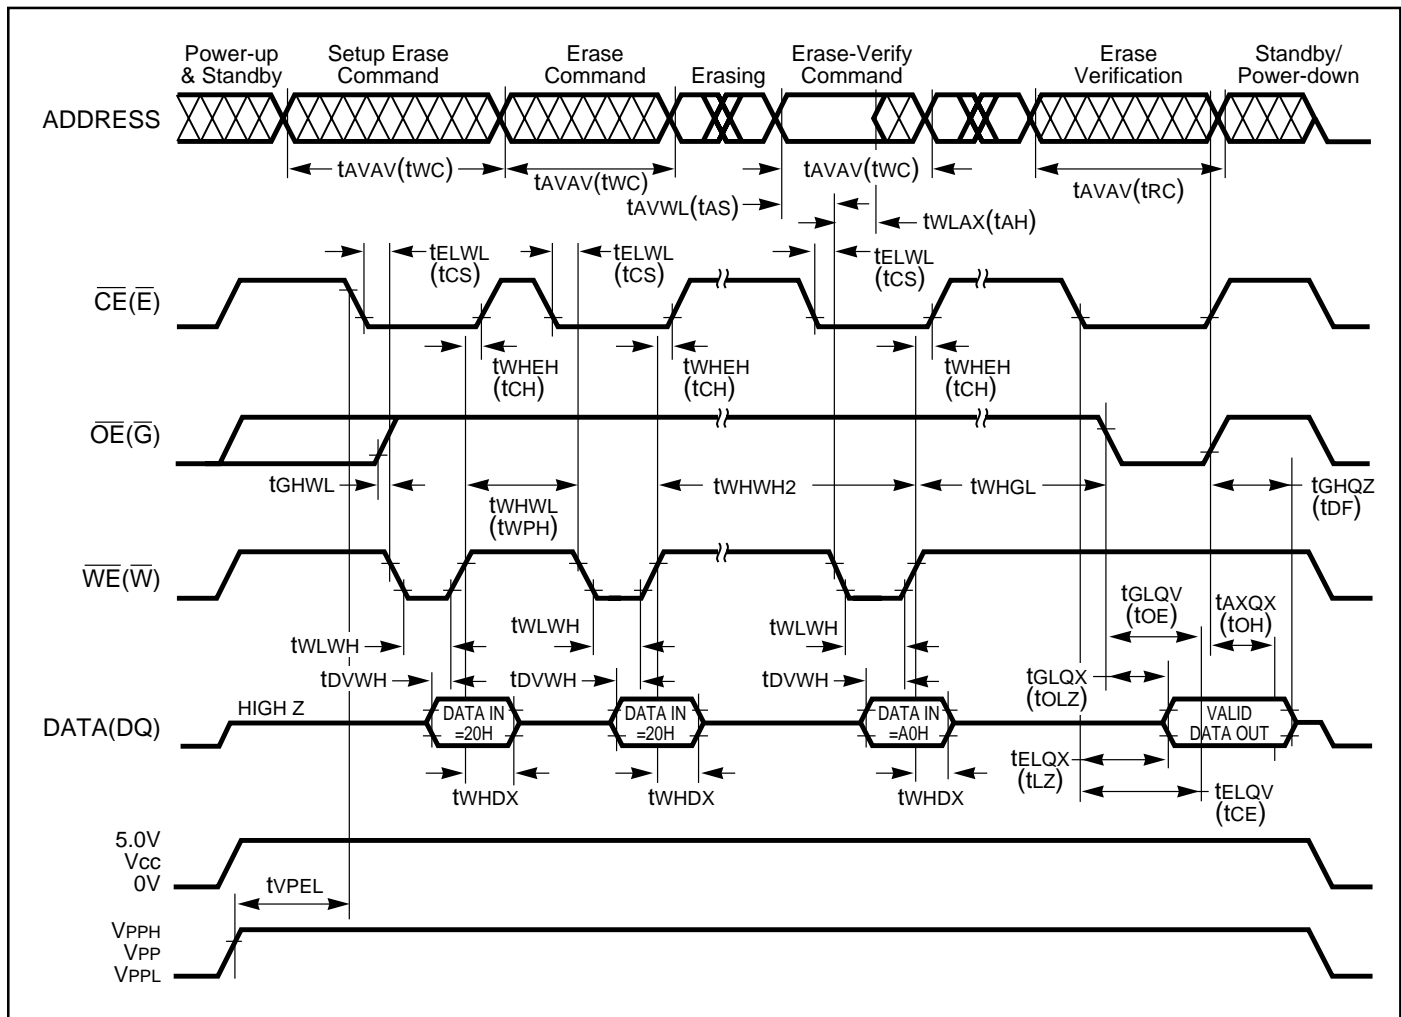 Power-up & Standby
Setup Erase Command
Erase Command
Erasing
Erase-Verify Command
Erase Verification
Standby/ Power-down
ADDRESS
tAVAV(tWC)
tAVAV(tWC)
tAVAV(tWC)
tAVAV(tRC)
tAVWL(tAS)
tWLAX(tAH)
tELWL (tCS)
tELWL (tCS)
tELWL (tCS)
CE(E)
tWHEH (tCH)
tWHEH (tCH)
tWHEH (tCH)
OE(G)
tGHWL
tWHWL (tWPH)
tWHWH2
tWHGL
tGHQZ (tDF)
WE(W)
tWLWH
tWLWH
tWLWH
tGLQV (tOE)
tAXQX (tOH)
tDVWH
tDVWH
tDVWH
tGLQX (tOLZ)
HIGH Z
DATA(DQ)
DATA IN =20H
DATA IN =20H
DATA IN =A0H
VALID DATA OUT
tWHDX
tWHDX
tWHDX
tELQX (tLZ)
tELQV (tCE)
5.0V
VCC
0V
tVPEL
VPPH
VPP
VPPL